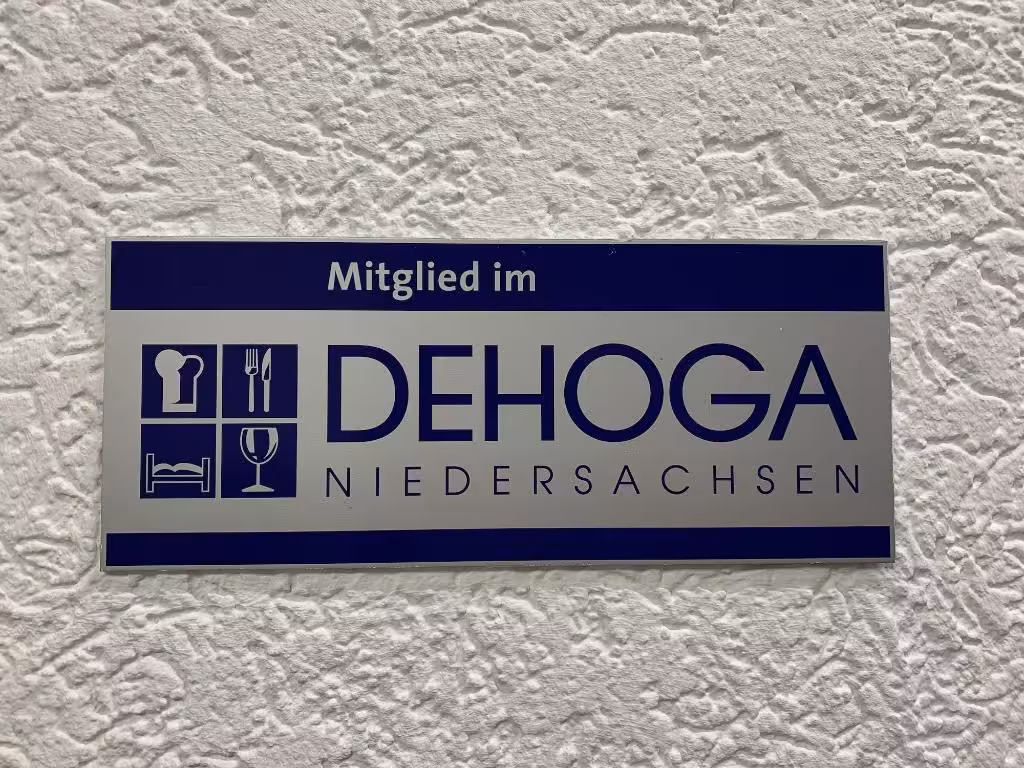 Mitglied im
DEHOGA
NIEDERSACHSEN